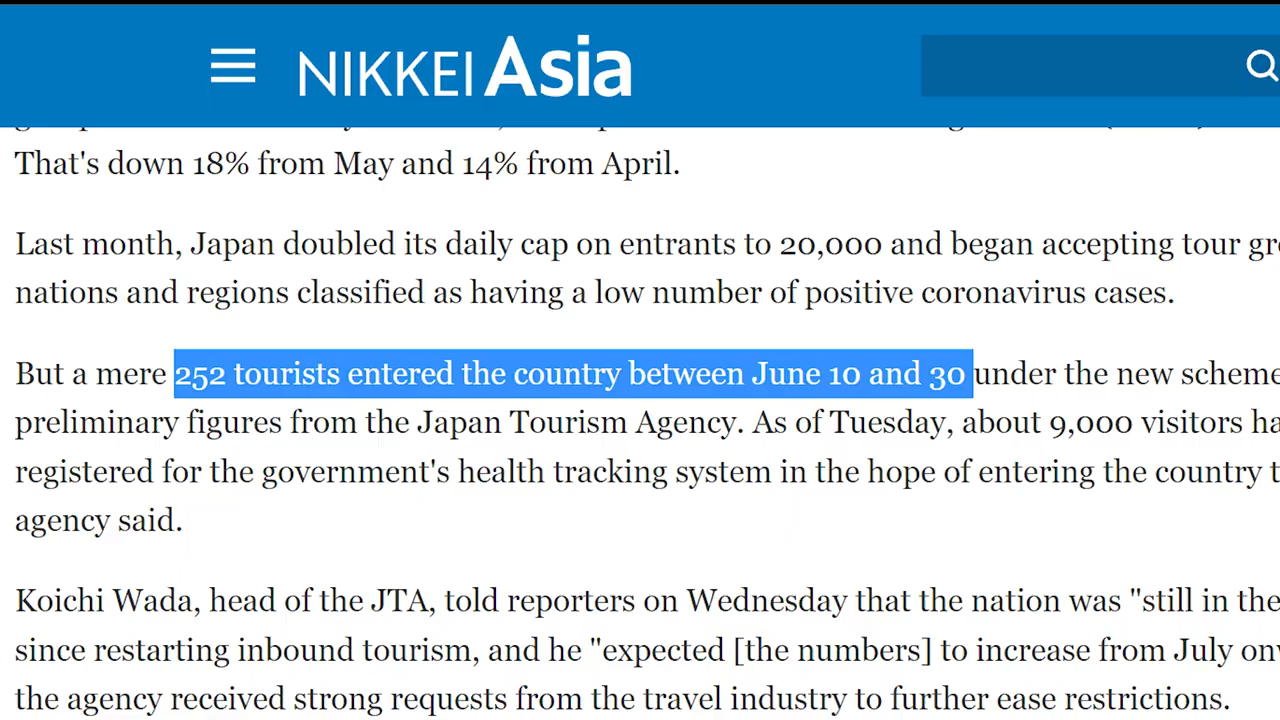 NIKKEI Asia
That's down 18% from May and 14% from April.
Last month, Japan doubled its daily cap on entrants to 20,000 and began accepting tour
nations and regions classified as having a low number of positive coronavirus cases.
But a mere 252 tourists entered the country between June 10 and 30 under the new scheme
preliminary figures from the Japan Tourism Agency. As of Tuesday, about 9,000 visitors
registered for the government's health tracking system in the hope of entering the country
agency said.
Koichi Wada, head of the JTA, told reporters on Wednesday that the nation was "still in the
since restarting inbound tourism, and he "expected [the numbers] to increase from July
the agency received strong requests from the travel industry to further ease restrictions.